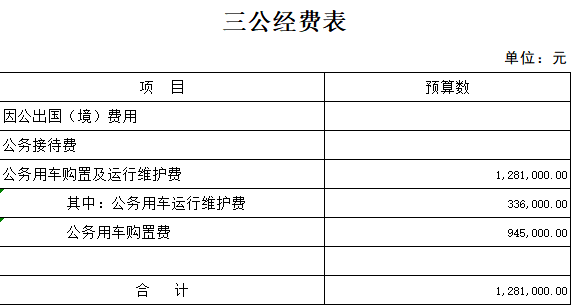 三公经费表
单位：元
项 目 预算数
因公出国（境）费用
公务接待费
公务用车购置及运行维护费 1,281,000.00
其中：公务用车运行维护费 336,000.00
公务用车购置费 945,000.00
合 计 1,281,000.00